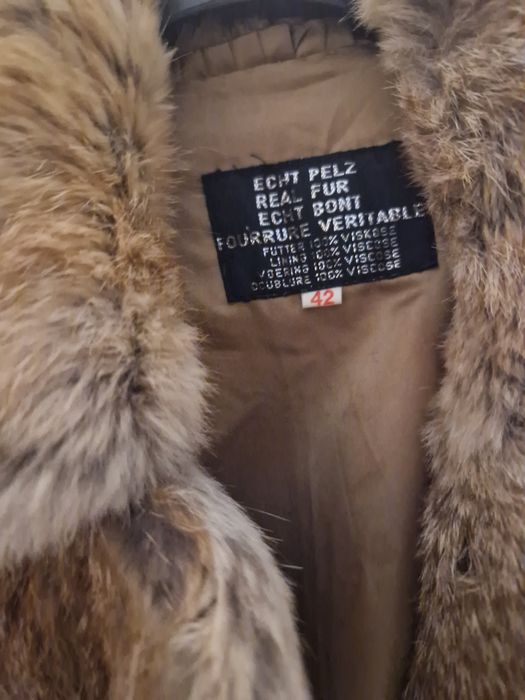 ECHT PELZ
REAL FUR
ECHT BONT
FOURRURE VERITABLE
FUTTER 100% VISKOSE
LINING 100% VISCOSE
VOERING 100% VISCOSE
DOUBLURE 100% VISCOSE
42